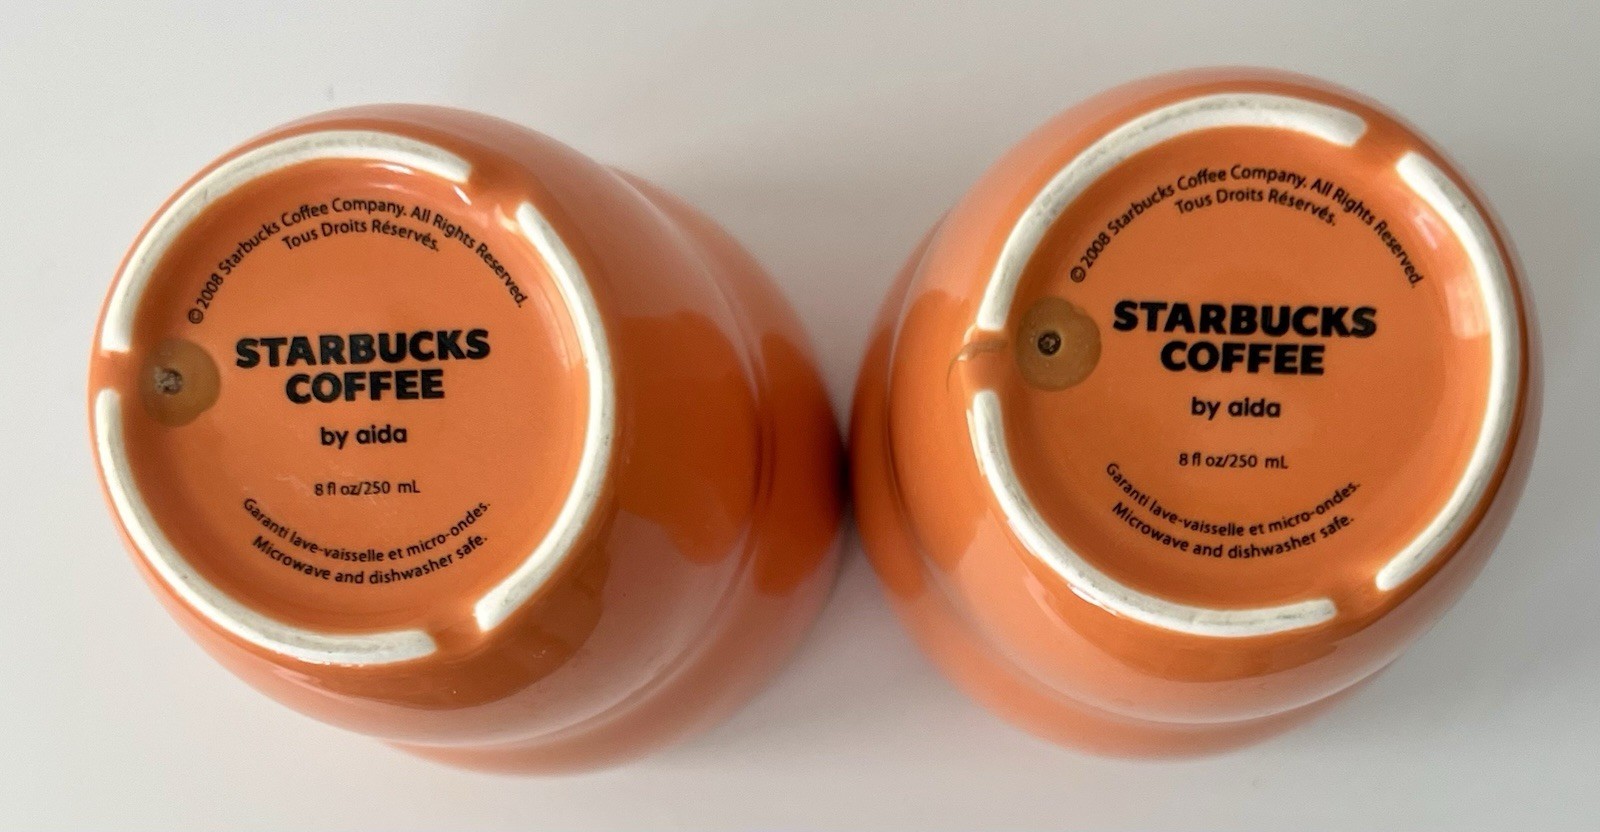 © 2008 Starbucks Coffee Company. All Rights Reserved.
Tous Droits Réservés.
STARBUCKS
COFFEE
by aida
8 fl oz/250 mL
Garanti lave-vaisselle et micro-ondes.
Microwave and dishwasher safe.
© 2008 Starbucks Coffee Company. All Rights Reserved.
Tous Droits Réservés.
STARBUCKS
COFFEE
by aida
8 fl oz/250 mL
Garanti lave-vaisselle et micro-ondes.
Microwave and dishwasher safe.